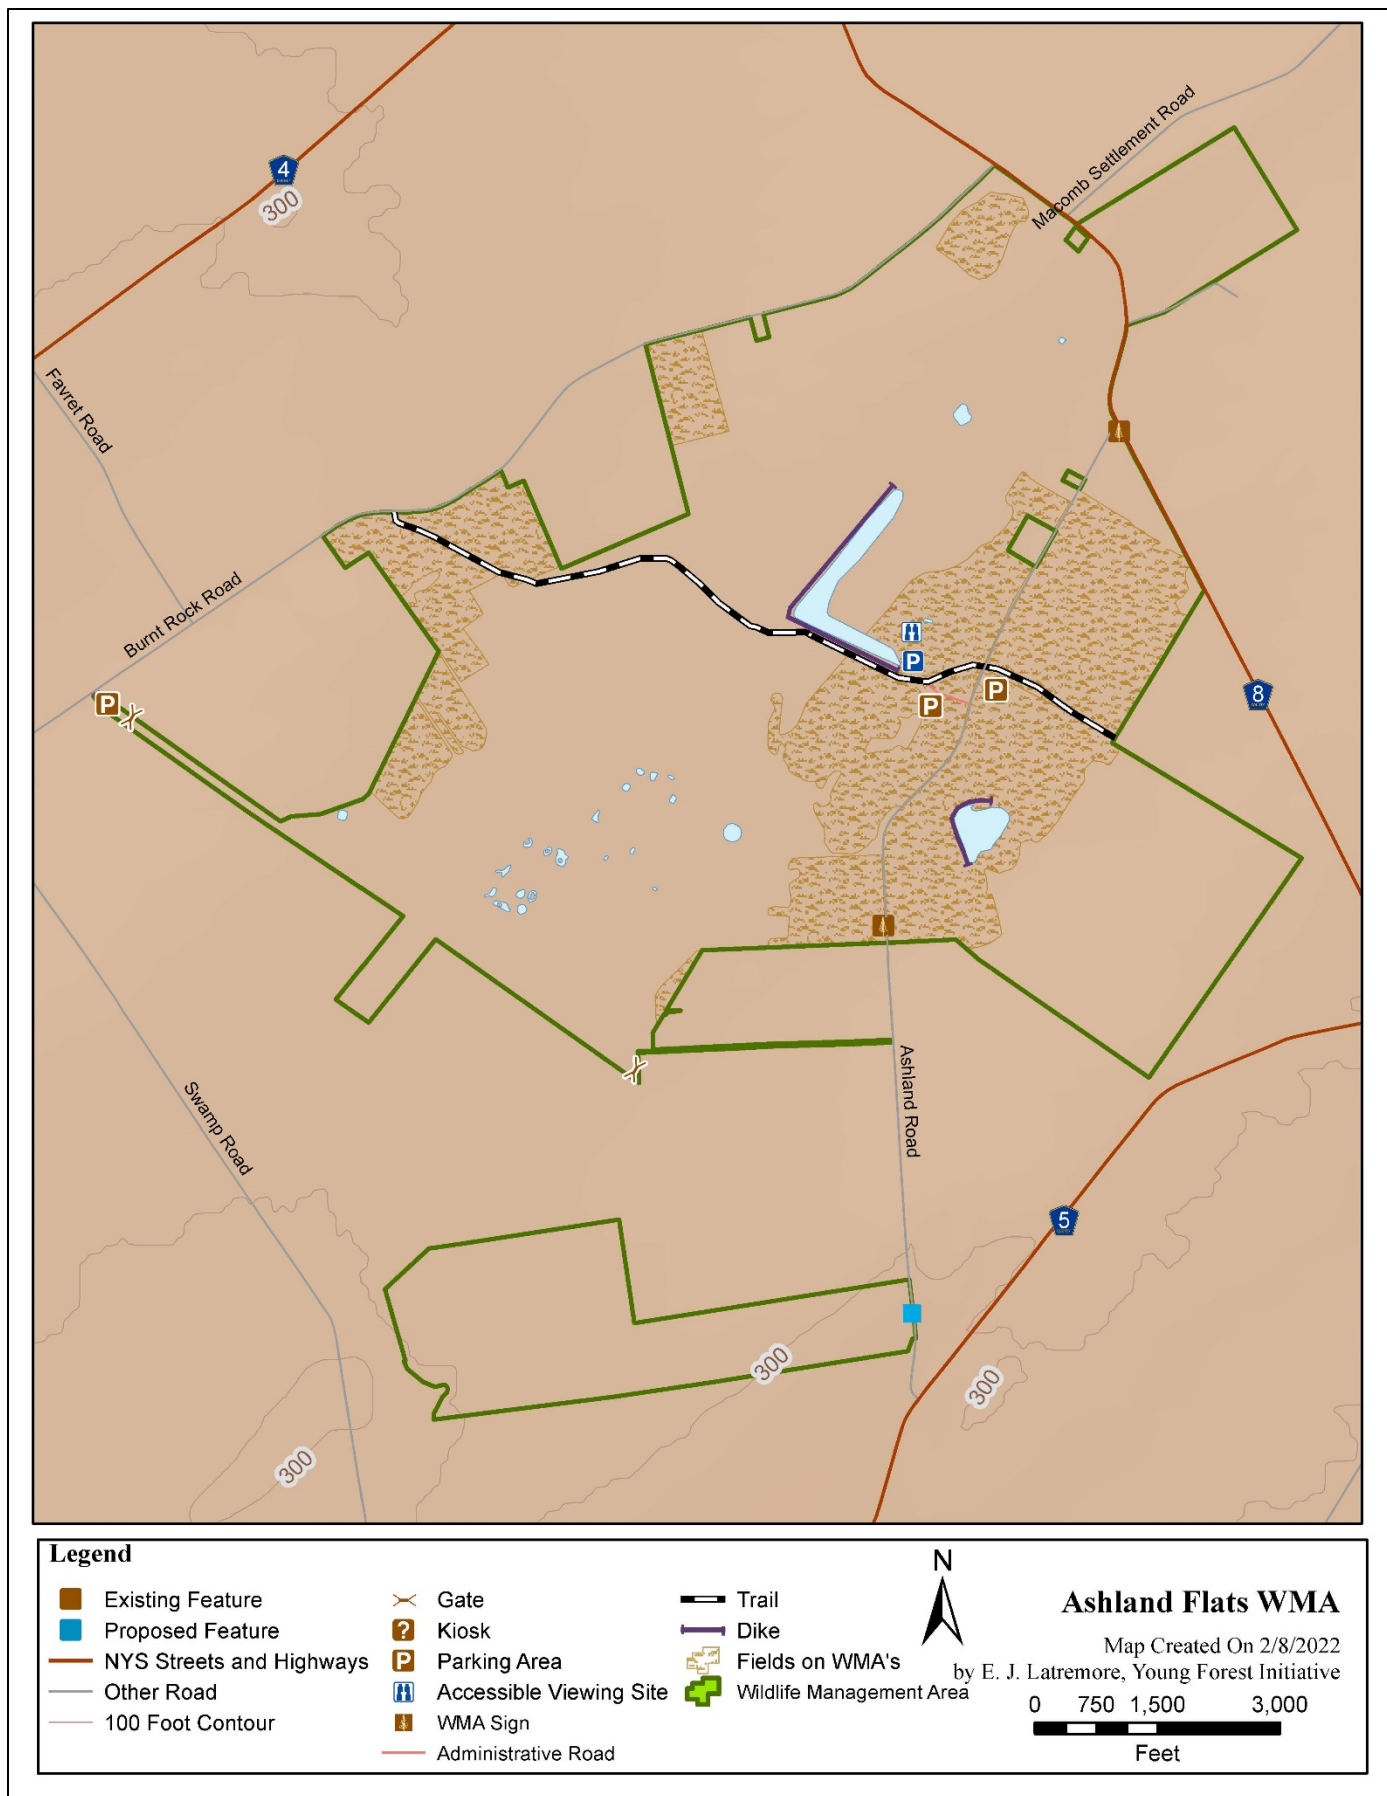 4
300
Macomb Settlement Road
Favret Road
Burnt Rock Road
P
P
P
P
8
Ashland Road
Swamp Road
5
300
300
300
Legend
Existing Feature
Proposed Feature
NYS Streets and Highways
Other Road
100 Foot Contour
Gate
? Kiosk
P Parking Area
Accessible Viewing Site
WMA Sign
Administrative Road
Trail
Dike
Fields on WMA's
Wildlife Management Area
N
Ashland Flats WMA
Map Created On 2/8/2022
by E. J. Latremore, Young Forest Initiative
0 750 1,500 3,000
Feet